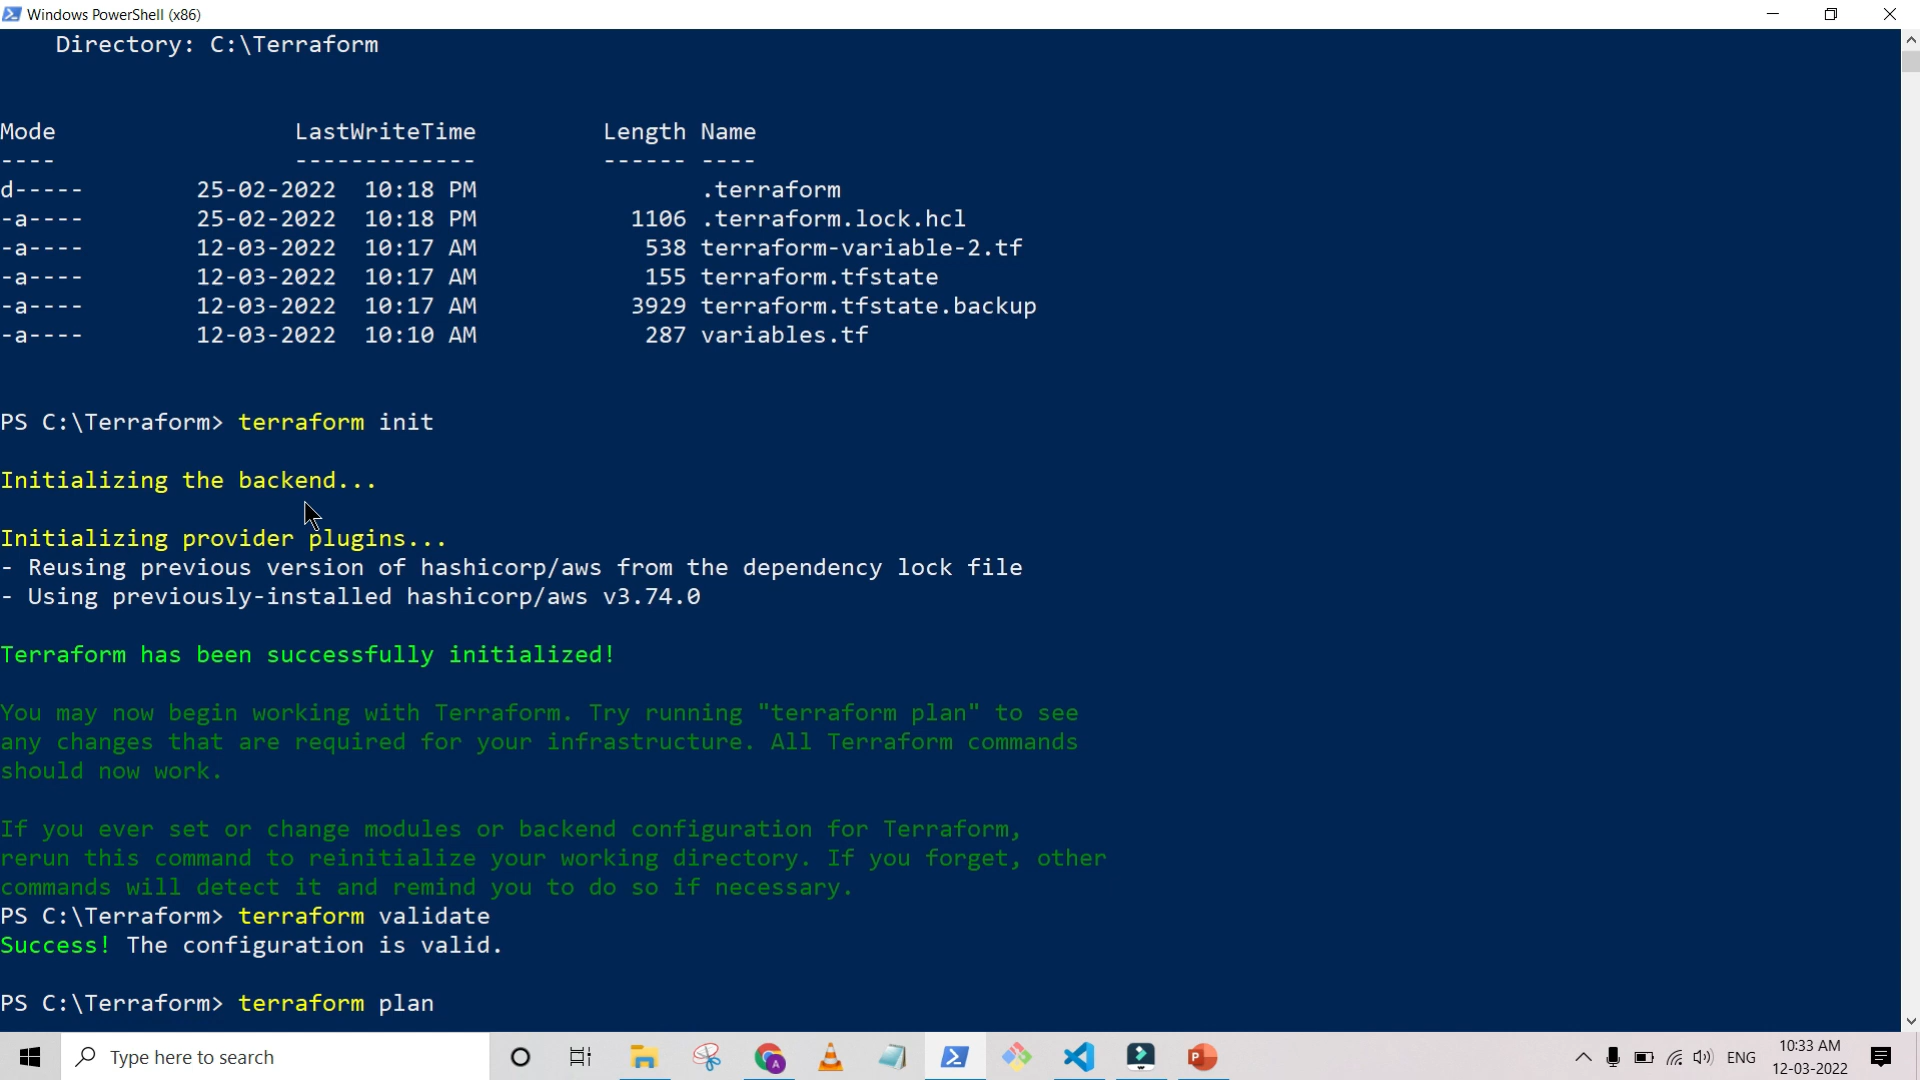 Windows PowerShell (x86)
Directory: C:\Terraform
Mode LastWriteTime Length Name
---- ------------- ------ ----
d----- 25-02-2022 10:18 PM .terraform
-a---- 25-02-2022 10:18 PM 1106 .terraform.lock.hcl
-a---- 12-03-2022 10:17 AM 538 terraform-variable-2.tf
-a---- 12-03-2022 10:17 AM 155 terraform.tfstate
-a---- 12-03-2022 10:17 AM 3929 terraform.tfstate.backup
-a---- 12-03-2022 10:10 AM 287 variables.tf
PS C:\Terraform> terraform init
Initializing the backend...
Initializing provider plugins...
- Reusing previous version of hashicorp/aws from the dependency lock file
- Using previously-installed hashicorp/aws v3.74.0
Terraform has been successfully initialized!
You may now begin working with Terraform. Try running "terraform plan" to see
any changes that are required for your infrastructure. All Terraform commands
should now work.
If you ever set or change modules or backend configuration for Terraform,
rerun this command to reinitialize your working directory. If you forget, other
commands will detect it and remind you to do so if necessary.
PS C:\Terraform> terraform validate
Success! The configuration is valid.
PS C:\Terraform> terraform plan
Type here to search
ENG
10:33 AM
12-03-2022